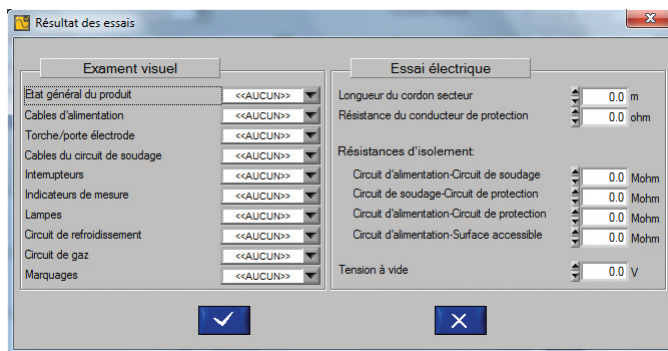 Résultat des essais
Exament visuel
Etat général du produit <<AUCUN>>
Cables d'alimentation <<AUCUN>>
Torche/porte électrode <<AUCUN>>
Cables du circuit de soudage <<AUCUN>>
Interrupteurs <<AUCUN>>
Indicateurs de mesure <<AUCUN>>
Lampes <<AUCUN>>
Circuit de refroidissement <<AUCUN>>
Circuit de gaz <<AUCUN>>
Marquages <<AUCUN>>
Essai électrique
Longueur du cordon secteur 0.0 m
Résistance du conducteur de protection 0.0 ohm
Résistances d'isolement:
Circuit d'alimentation-Circuit de soudage 0.0 Mohm
Circuit de soudage-Circuit de protection 0.0 Mohm
Circuit d'alimentation-Circuit de protection 0.0 Mohm
Circuit d'alimentation-Surface accessible 0.0 Mohm
Tension à vide 0.0 V